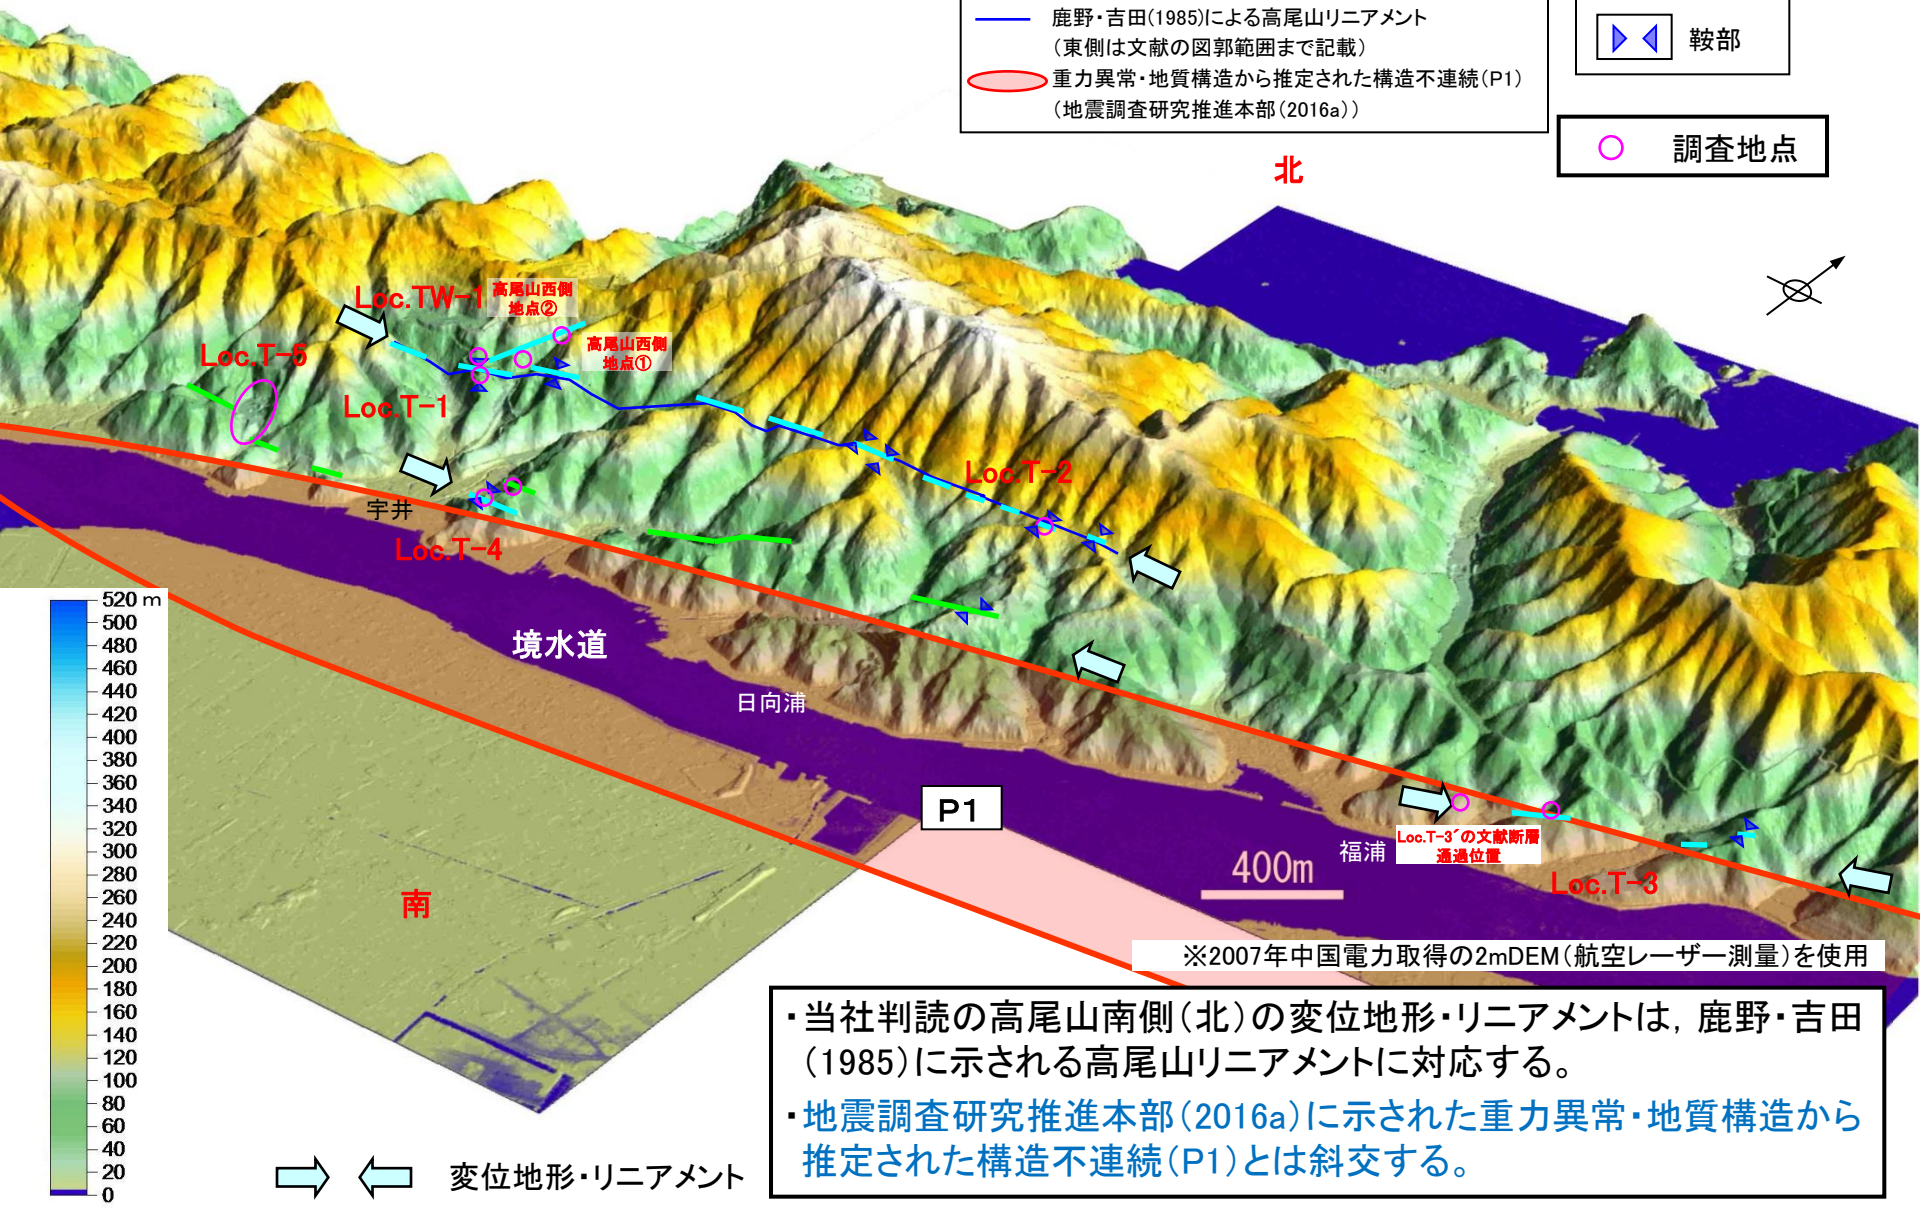 鹿野・吉田(1985)による高尾山リニアメント
（東側は文献の図郭範囲まで記載）
重力異常・地質構造から推定された構造不連続(P1)
（地震調査研究推進本部(2016a)）
鞍部
調査地点
北
Loc.TW-1
高尾山西側
地点②
高尾山西側
地点①
Loc.T-5
Loc.T-1
Loc.T-2
宇井
Loc.T-4
境水道
日向浦
P1
400m
福浦
Loc.T-3´の文献断層
通過位置
Loc.T-3
南
520 m
500
480
460
440
420
400
380
360
340
320
300
280
260
240
220
200
180
160
140
120
100
80
60
40
20
0
※2007年中国電力取得の2mDEM（航空レーザー測量）を使用
・当社判読の高尾山南側（北）の変位地形・リニアメントは，鹿野・吉田
（1985）に示される高尾山リニアメントに対応する。
・地震調査研究推進本部（2016a）に示された重力異常・地質構造から
推定された構造不連続（P1）とは斜交する。
変位地形・リニアメント